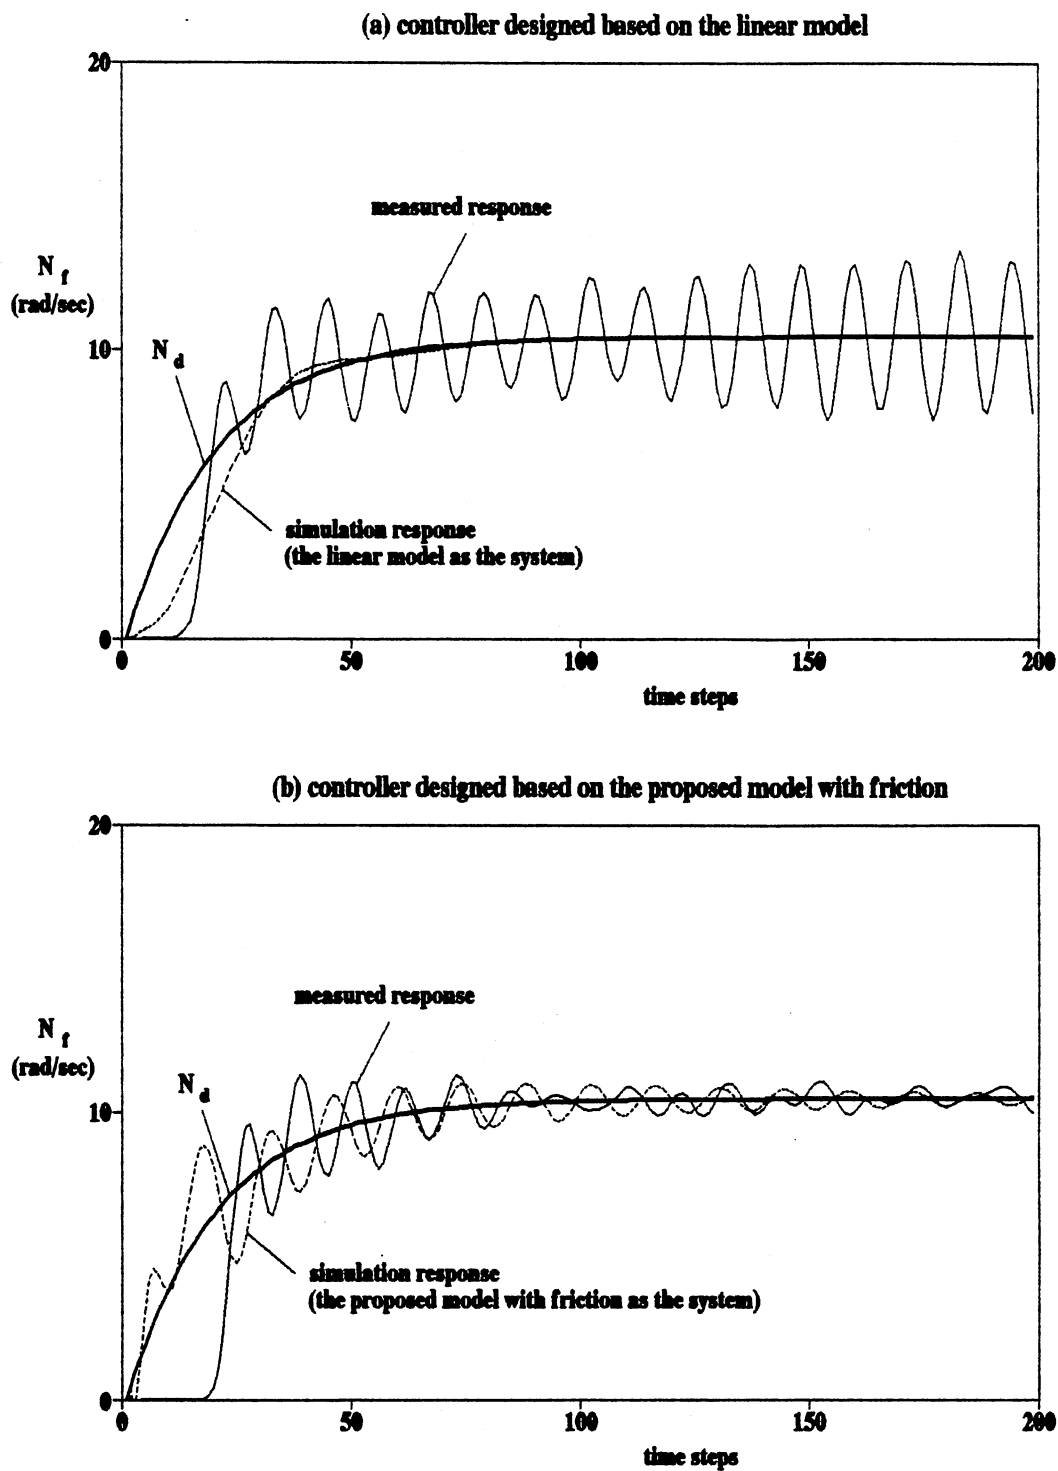 (a) controller designed based on the linear model
20
measured response
N f
(rad/sec)
10
N d
simulation response
(the linear model as the system)
0
0 50 100 150 200
time steps
(b) controller designed based on the proposed model with friction
20
measured response
N f
(rad/sec)
N d
10
simulation response
(the proposed model with friction as the system)
0
0 50 100 150 200
time steps